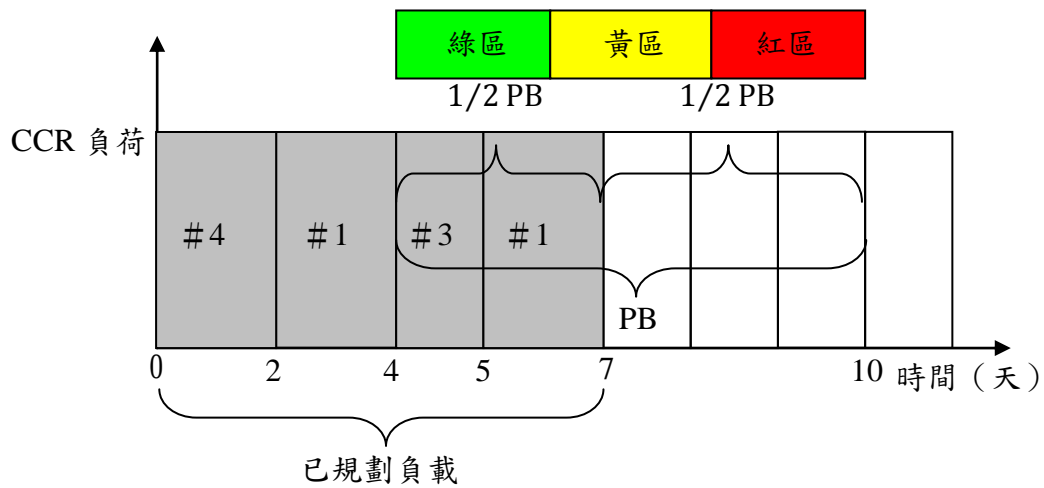 綠區 黃區 紅區
1/2 PB 1/2 PB
CCR 負荷
#4 #1 #3 #1
PB
0 2 4 5 7 10 時間（天）
已規劃負載